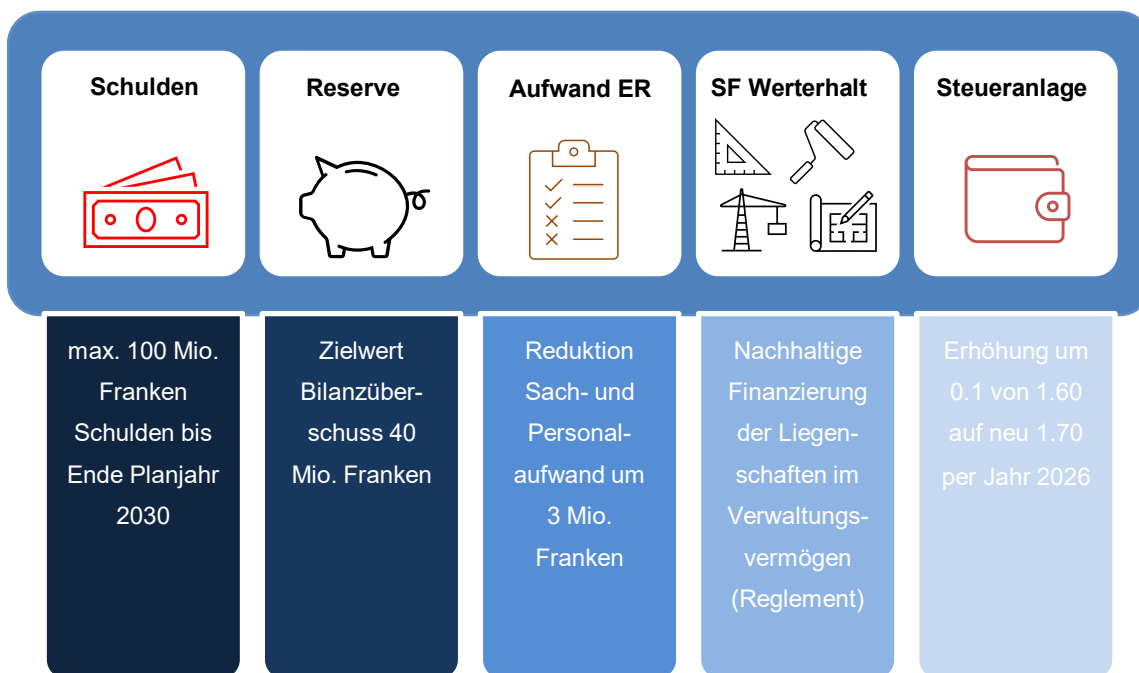 Schulden
Reserve
Aufwand ER
SF Werterhalt
Steueranlage
max. 100 Mio.
Franken
Schulden bis
Ende Planjahr
2030
Zielwert
Bilanzüber-
schuss 40
Mio. Franken
Reduktion
Sach- und
Personal-
aufwand um
3 Mio.
Franken
Nachhaltige
Finanzierung
der Liegen-
schaften im
Verwaltungs-
vermögen
(Reglement)
Erhöhung um
0.1 von 1.60
auf neu 1.70
per Jahr 2026